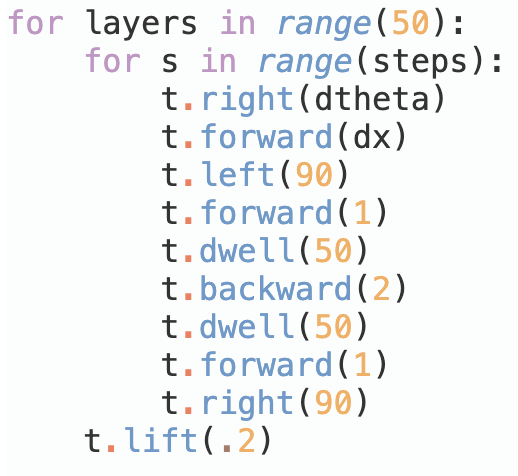 for layers in range(50):
    for s in range(steps):
        t.right(dtheta)
        t.forward(dx)
        t.left(90)
        t.forward(1)
        t.dwell(50)
        t.backward(2)
        t.dwell(50)
        t.forward(1)
        t.right(90)
    t.lift(.2)